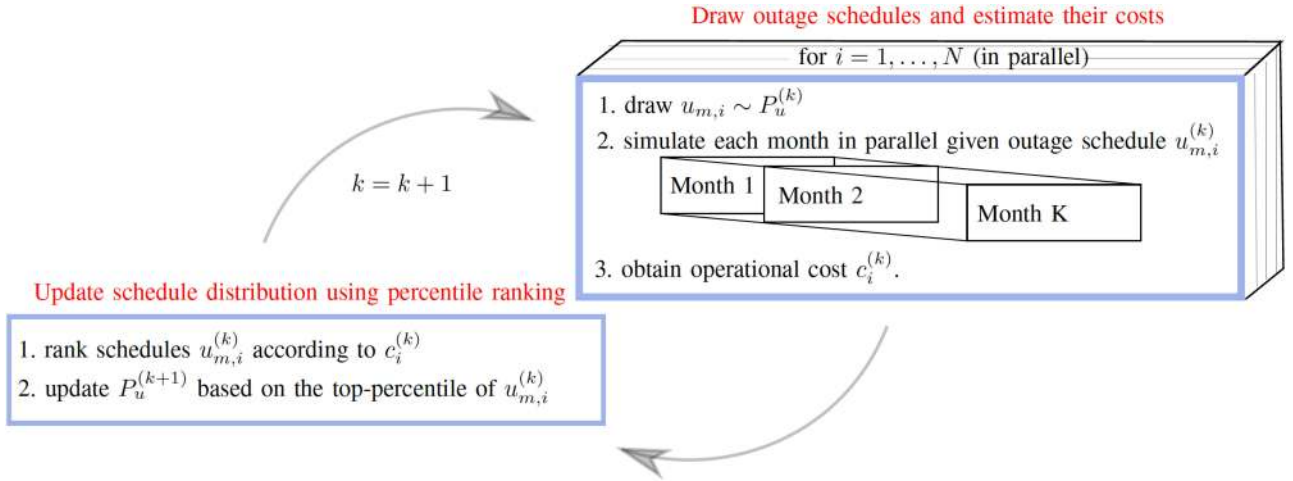 Draw outage schedules and estimate their costs
for i = 1, . . . , N (in parallel)
1. draw u_{m,i} ∼ P_u^{(k)}
2. simulate each month in parallel given outage schedule u_{m,i}^{(k)}
Month 1
Month 2
Month K
3. obtain operational cost c_i^{(k)}.
k = k + 1
Update schedule distribution using percentile ranking
1. rank schedules u_{m,i}^{(k)} according to c_i^{(k)}
2. update P_u^{(k+1)} based on the top-percentile of u_{m,i}^{(k)}